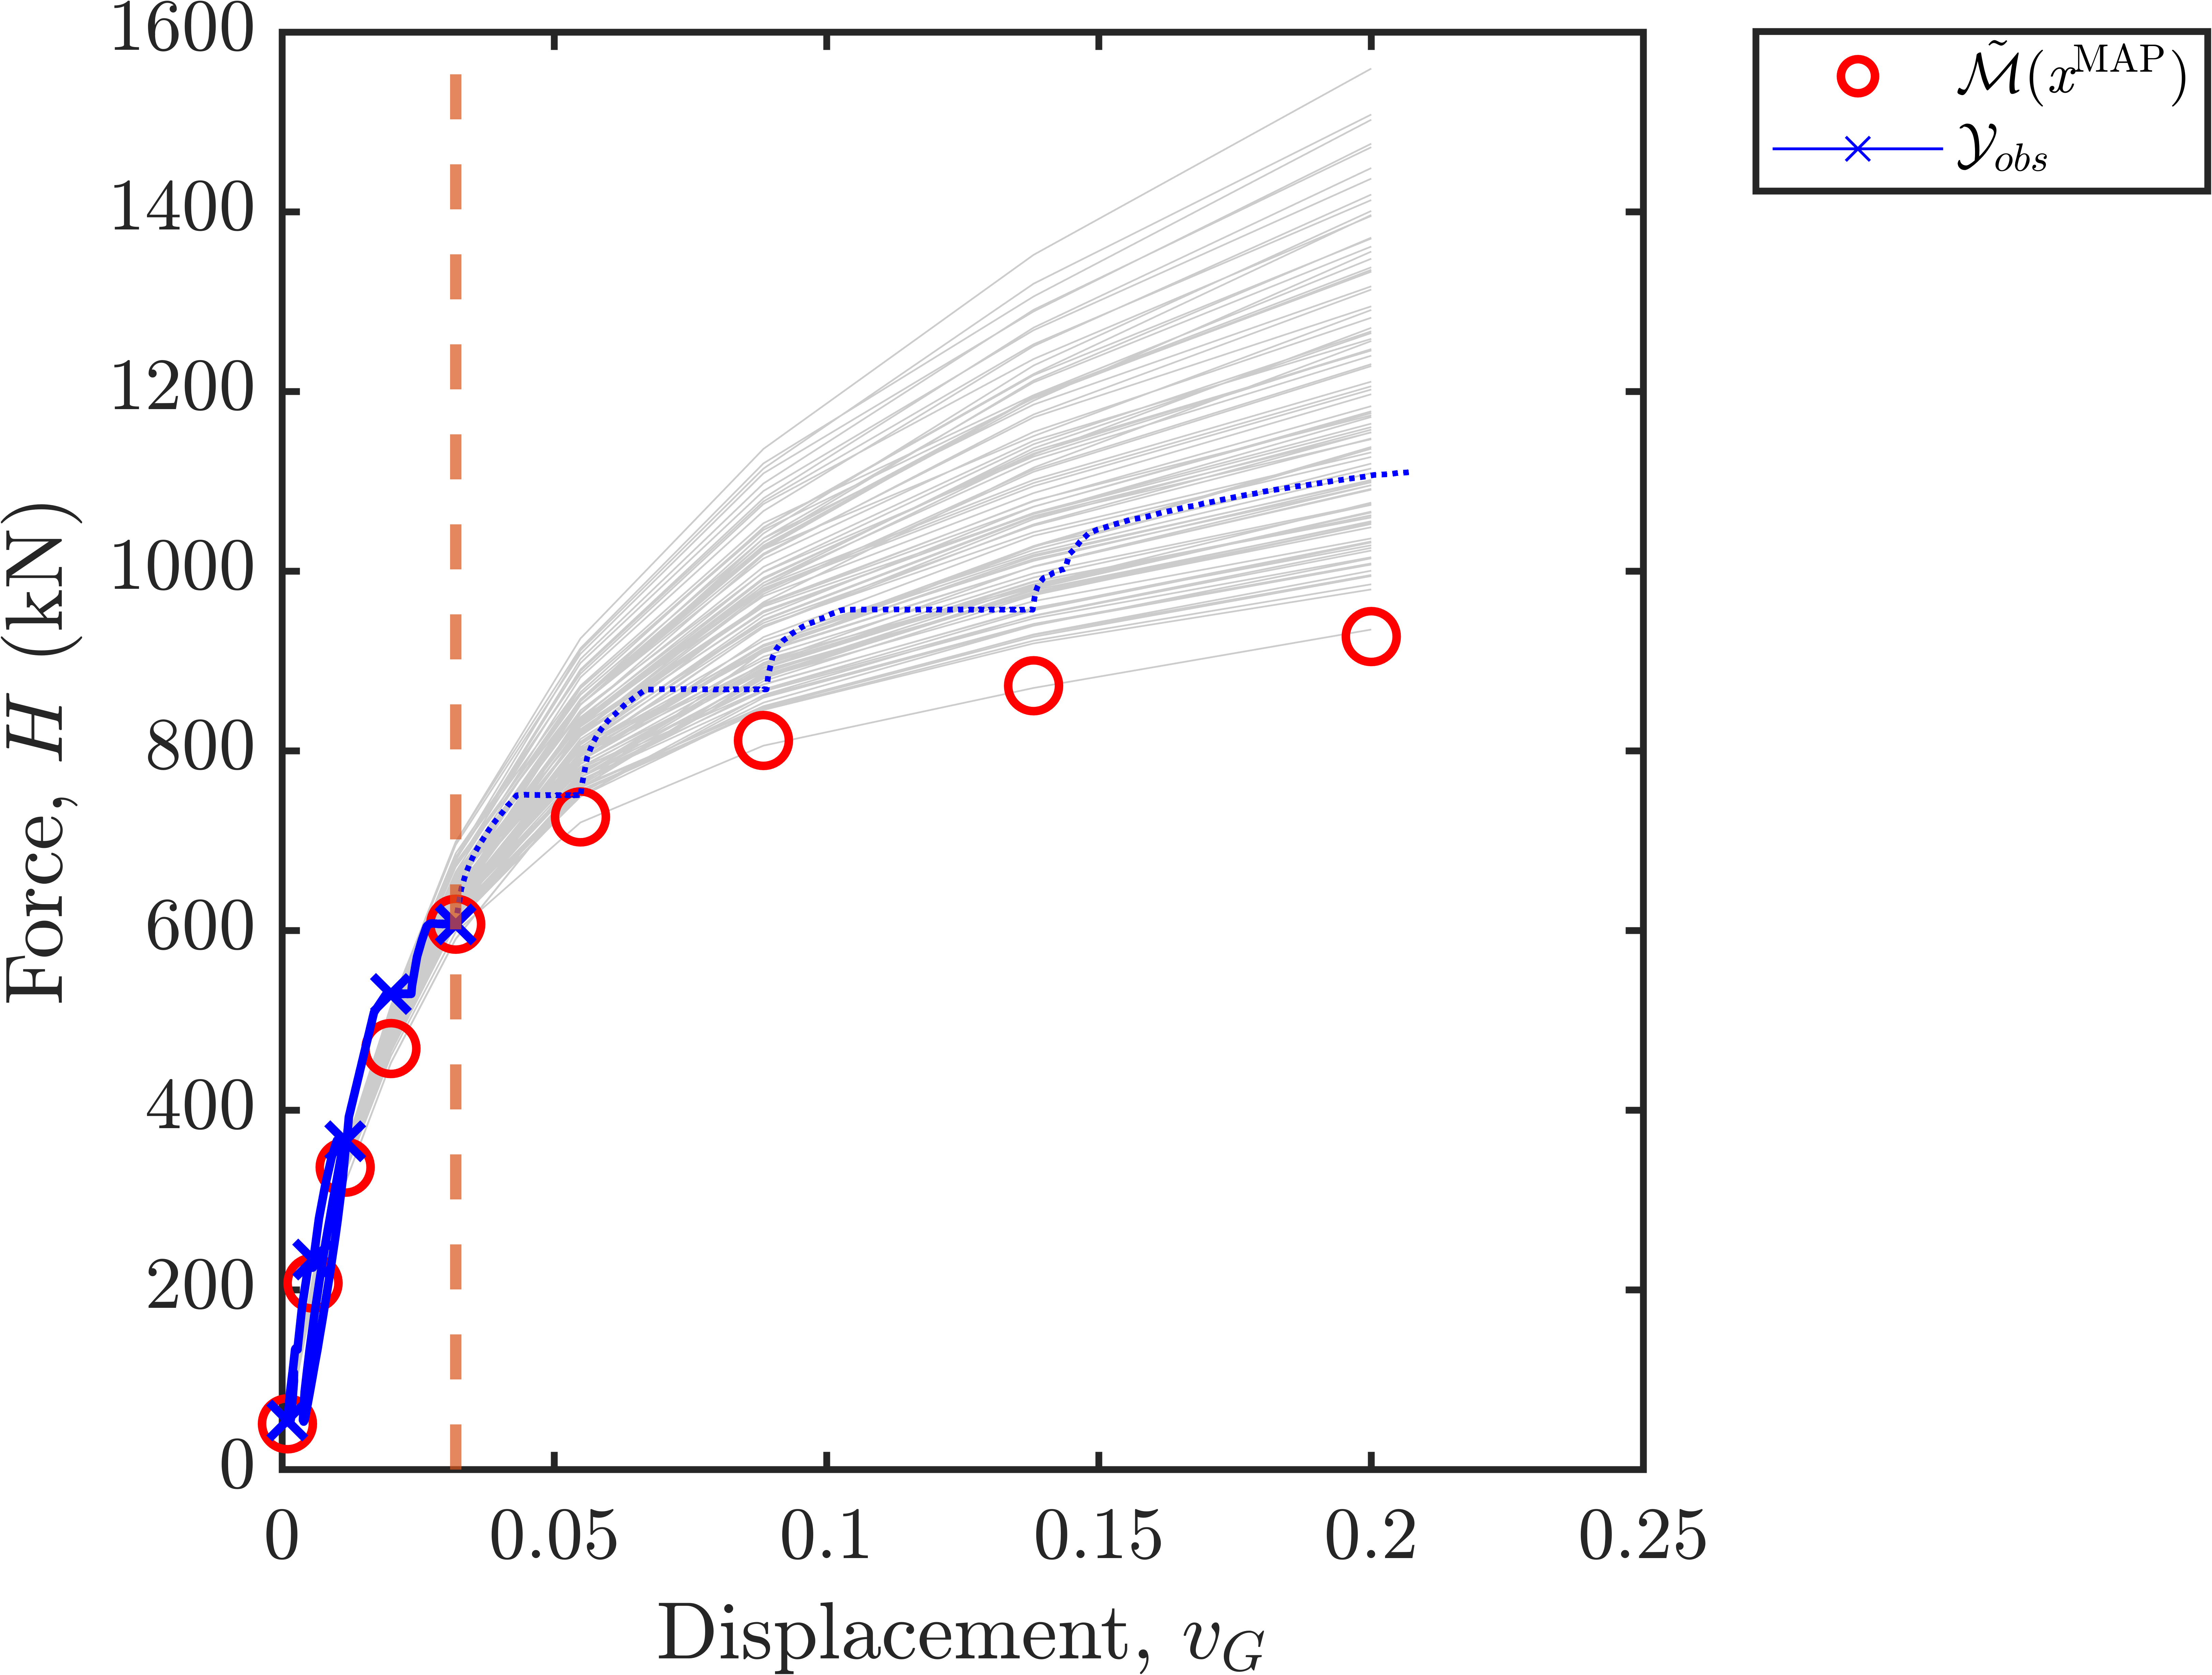 1600
1400
1200
1000
800
600
400
200
0
Force, H (kN)
0 0.05 0.1 0.15 0.2 0.25
Displacement, v_G
ℳ̃(x^MAP)
𝒴_obs